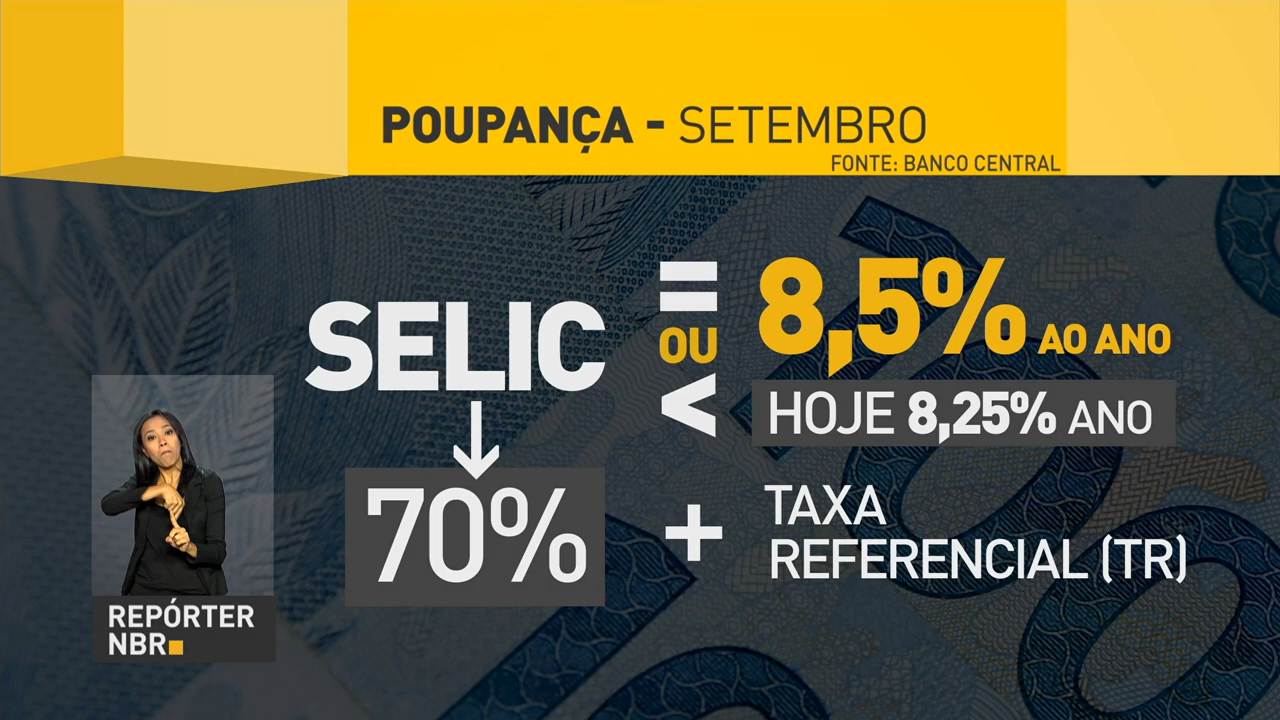 POUPANÇA - SETEMBRO
FONTE: BANCO CENTRAL
SELIC
=
OU
<
8,5% AO ANO
HOJE 8,25% ANO
↓
70%
+
TAXA
REFERENCIAL (TR)
REPÓRTER
NBR